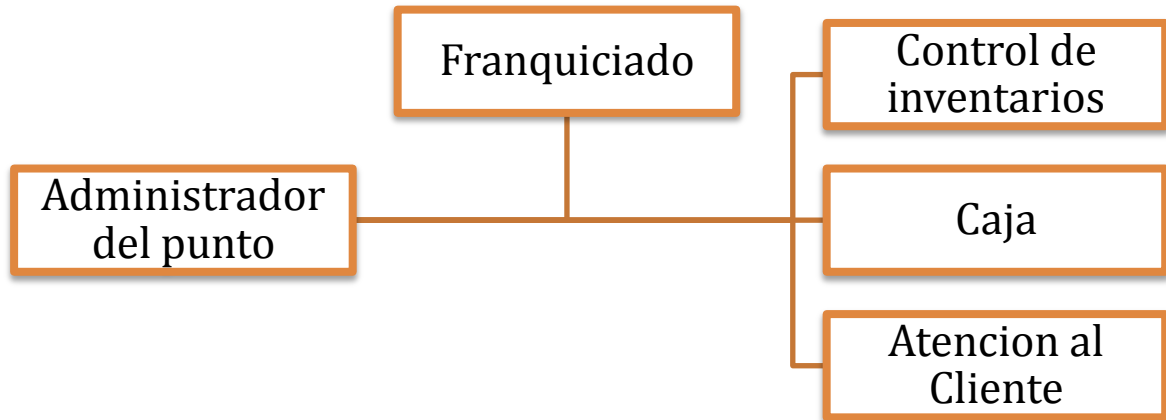 Franquiciado
Administrador
del punto
Control de
inventarios
Caja
Atencion al
Cliente